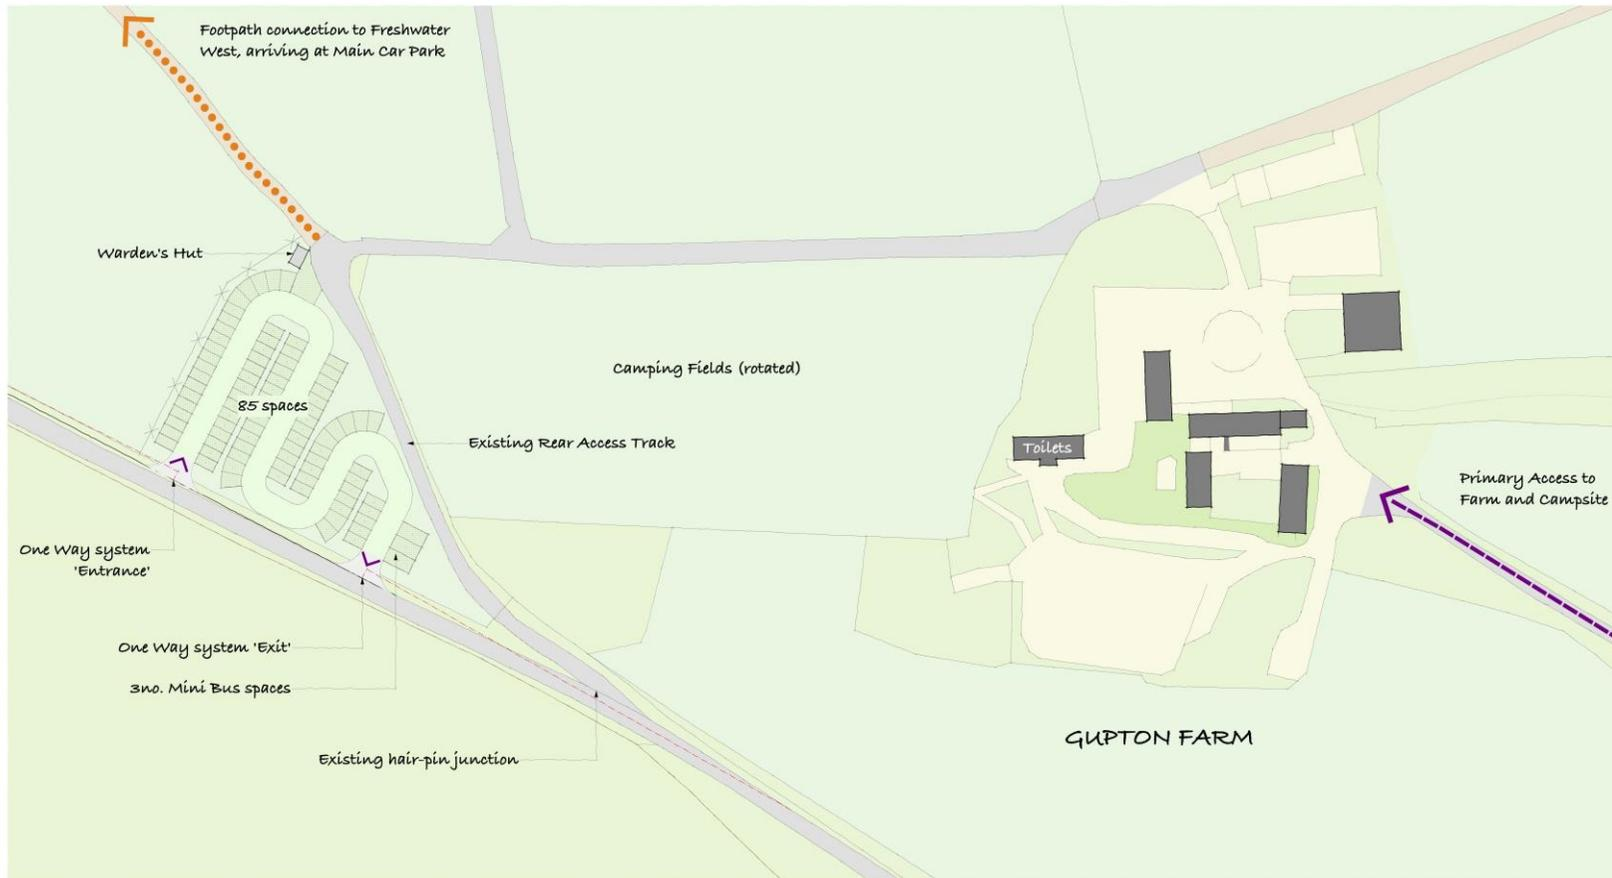 Footpath connection to Freshwater
West, arriving at Main Car Park
Warden's Hut
Camping Fields (rotated)
85 spaces
Existing Rear Access Track
Toilets
Primary Access to
Farm and Campsite
One Way system
'Entrance'
One Way system 'Exit'
3no. Mini Bus spaces
Existing hair-pin junction
GUPTON FARM